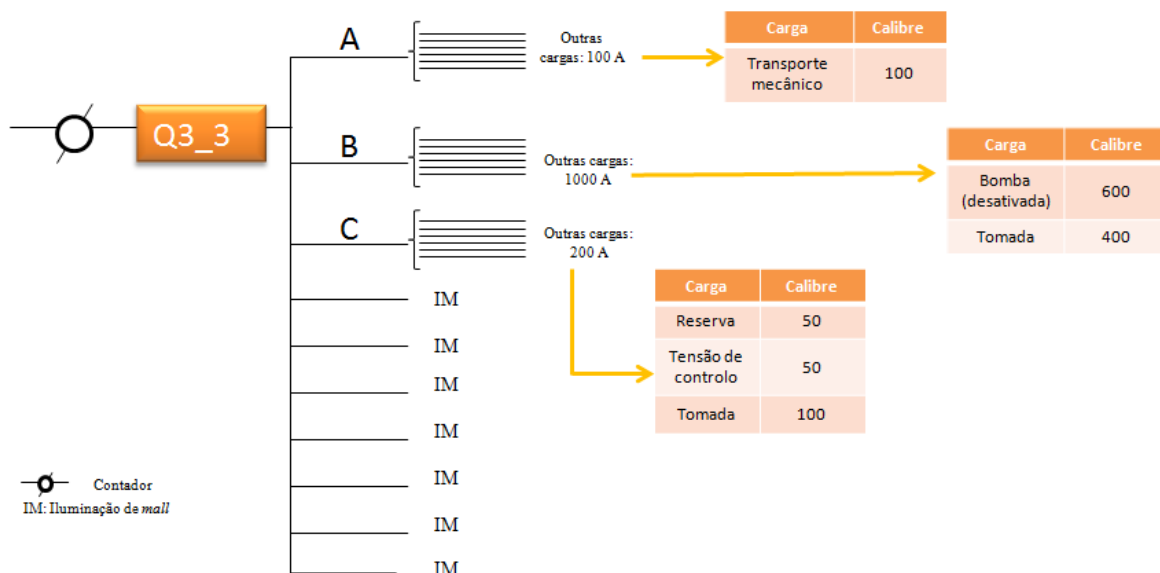 A
Outras
cargas: 100 A
Carga Calibre
Transporte
mecânico
100
Q3_3
B
Outras cargas:
1000 A
Carga Calibre
Bomba
(desativada)
600
Tomada 400
C
Outras cargas:
200 A
Carga Calibre
Reserva 50
Tensão de
controlo
50
Tomada 100
IM
IM
IM
IM
IM
IM
IM
Contador
IM: Iluminação de mall